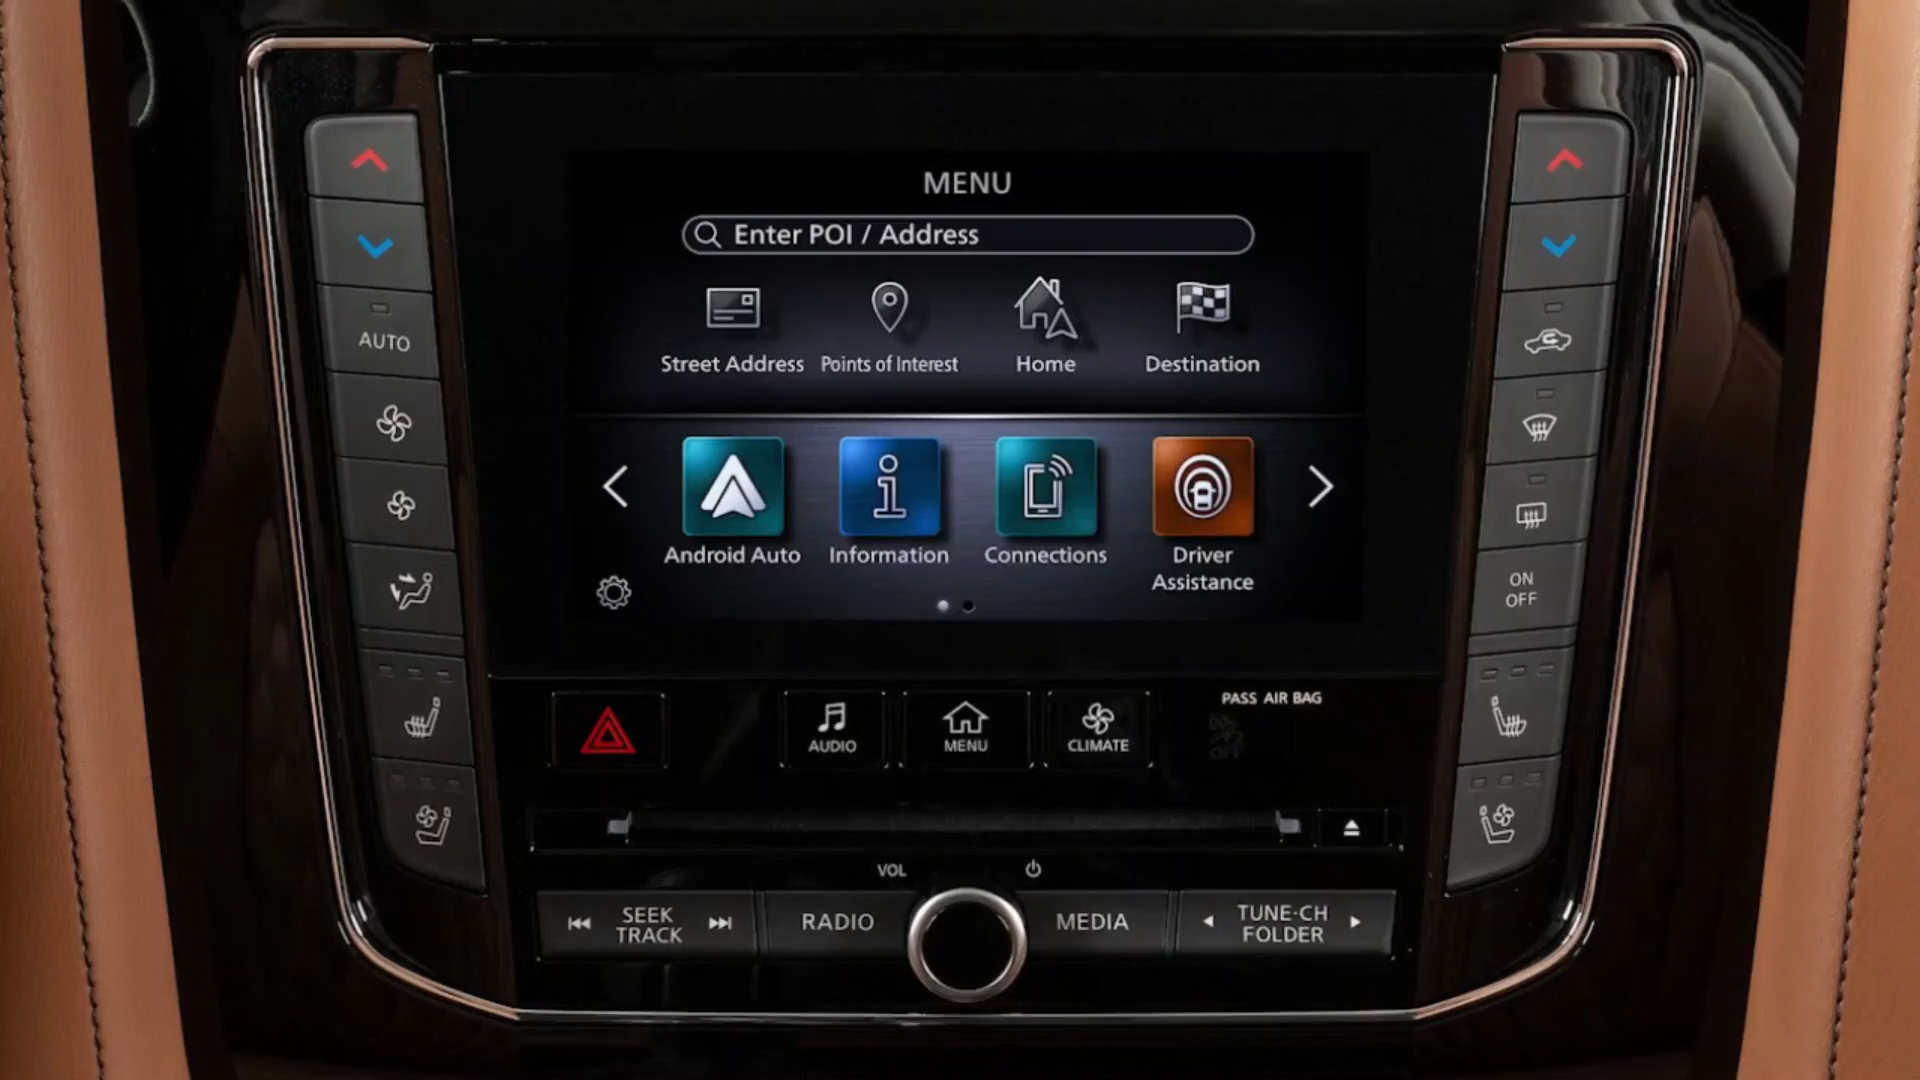 MENU
Enter POI / Address
Street Address
Points of Interest
Home
Destination
AUTO
Android Auto
Information
Connections
Driver
Assistance
ON
OFF
AUDIO
MENU
CLIMATE
PASS AIR BAG
OFF
VOL
SEEK
TRACK
RADIO
MEDIA
TUNE·CH
FOLDER